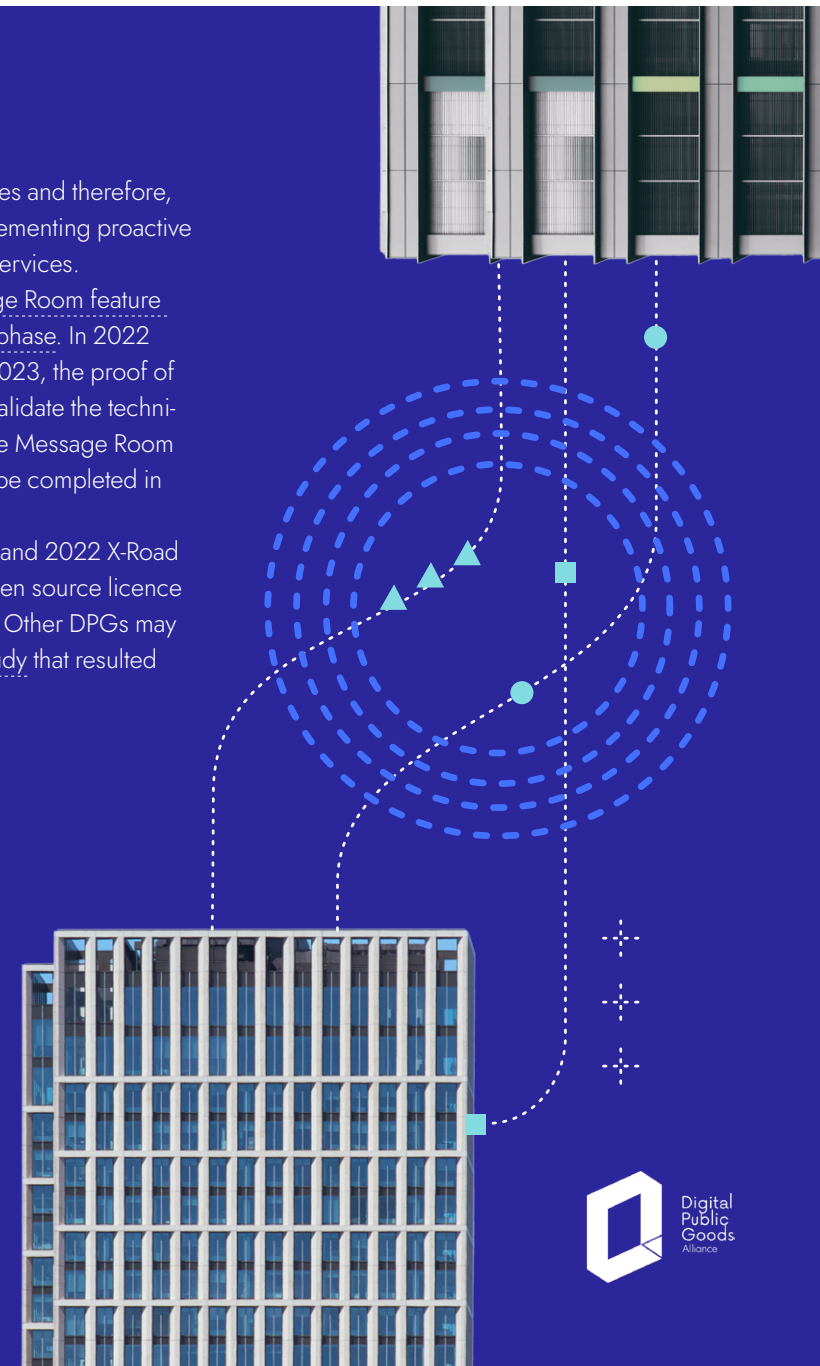 es and therefore,
ementing proactive
ervices.
ge Room feature
phase. In 2022
023, the proof of
alidate the techni-
e Message Room
be completed in
and 2022 X-Road
en source licence
Other DPGs may
udy that resulted
Digital
Public
Goods
Alliance